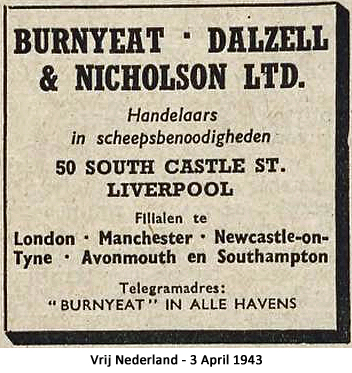 BURNYEAT · DALZELL
& NICHOLSON LTD.
Handelaars
in scheepsbenoodigheden
50 SOUTH CASTLE ST.
LIVERPOOL
Filialen te
London · Manchester · Newcastle-on-
Tyne · Avonmouth en Southampton
Telegramadres:
"BURNYEAT" IN ALLE HAVENS
Vrij Nederland - 3 April 1943